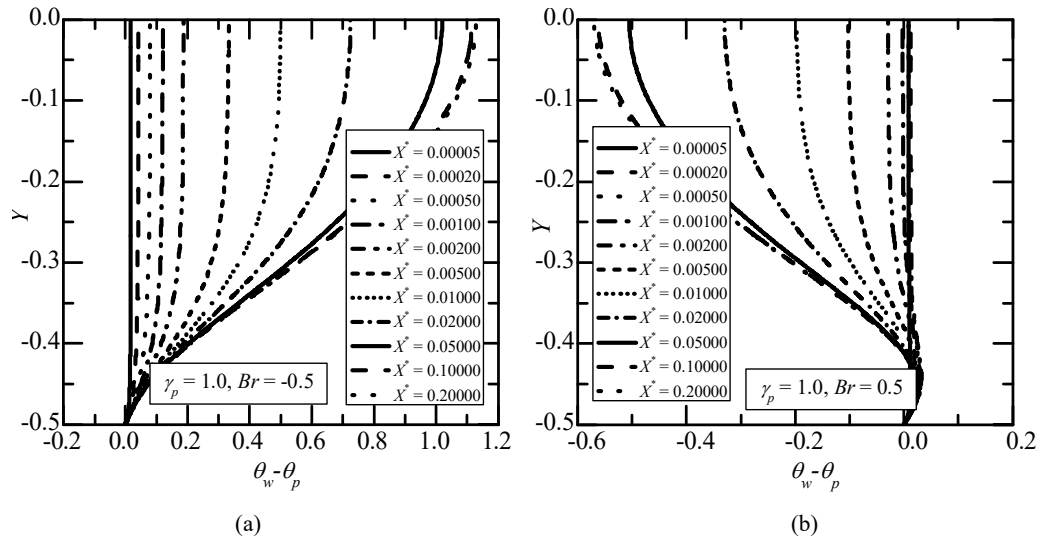 0.0
-0.1
-0.2
-0.3
-0.4
-0.5
Y
-0.2 0.0 0.2 0.4 0.6 0.8 1.0 1.2
θw-θp
X* = 0.00005
X* = 0.00020
X* = 0.00050
X* = 0.00100
X* = 0.00200
X* = 0.00500
X* = 0.01000
X* = 0.02000
X* = 0.05000
X* = 0.10000
X* = 0.20000
γp = 1.0, Br = -0.5
(a)
0.0
-0.1
-0.2
-0.3
-0.4
-0.5
Y
-0.6 -0.4 -0.2 0.0 0.2
θw-θp
X* = 0.00005
X* = 0.00020
X* = 0.00050
X* = 0.00100
X* = 0.00200
X* = 0.00500
X* = 0.01000
X* = 0.02000
X* = 0.05000
X* = 0.10000
X* = 0.20000
γp = 1.0, Br = 0.5
(b)